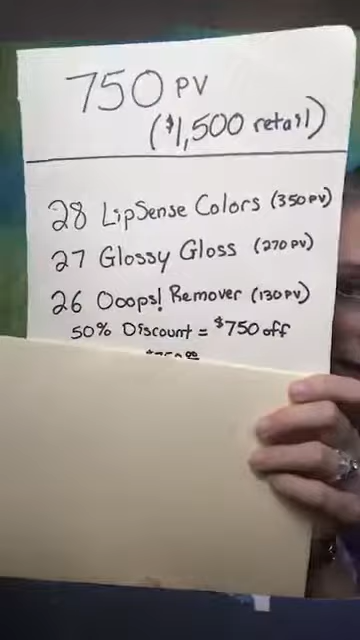 750 PV
($1,500 retail)
28 LipSense Colors (350 PV)
27 Glossy Gloss (270 PV)
26 Ooops! Remover (130 PV)
50% Discount = $750 off